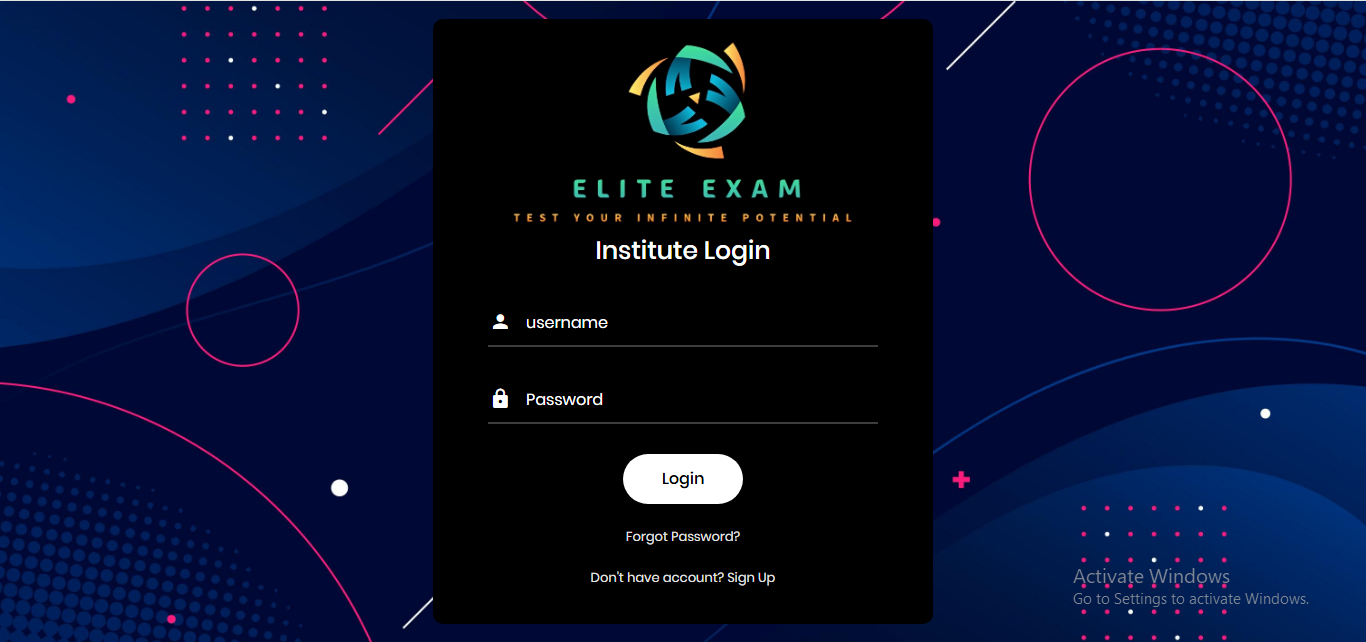 ELITE EXAM
TEST YOUR INFINITE POTENTIAL
Institute Login
username
Password
Login
Forgot Password?
Don't have account? Sign Up
Activate Windows
Go to Settings to activate Windows.